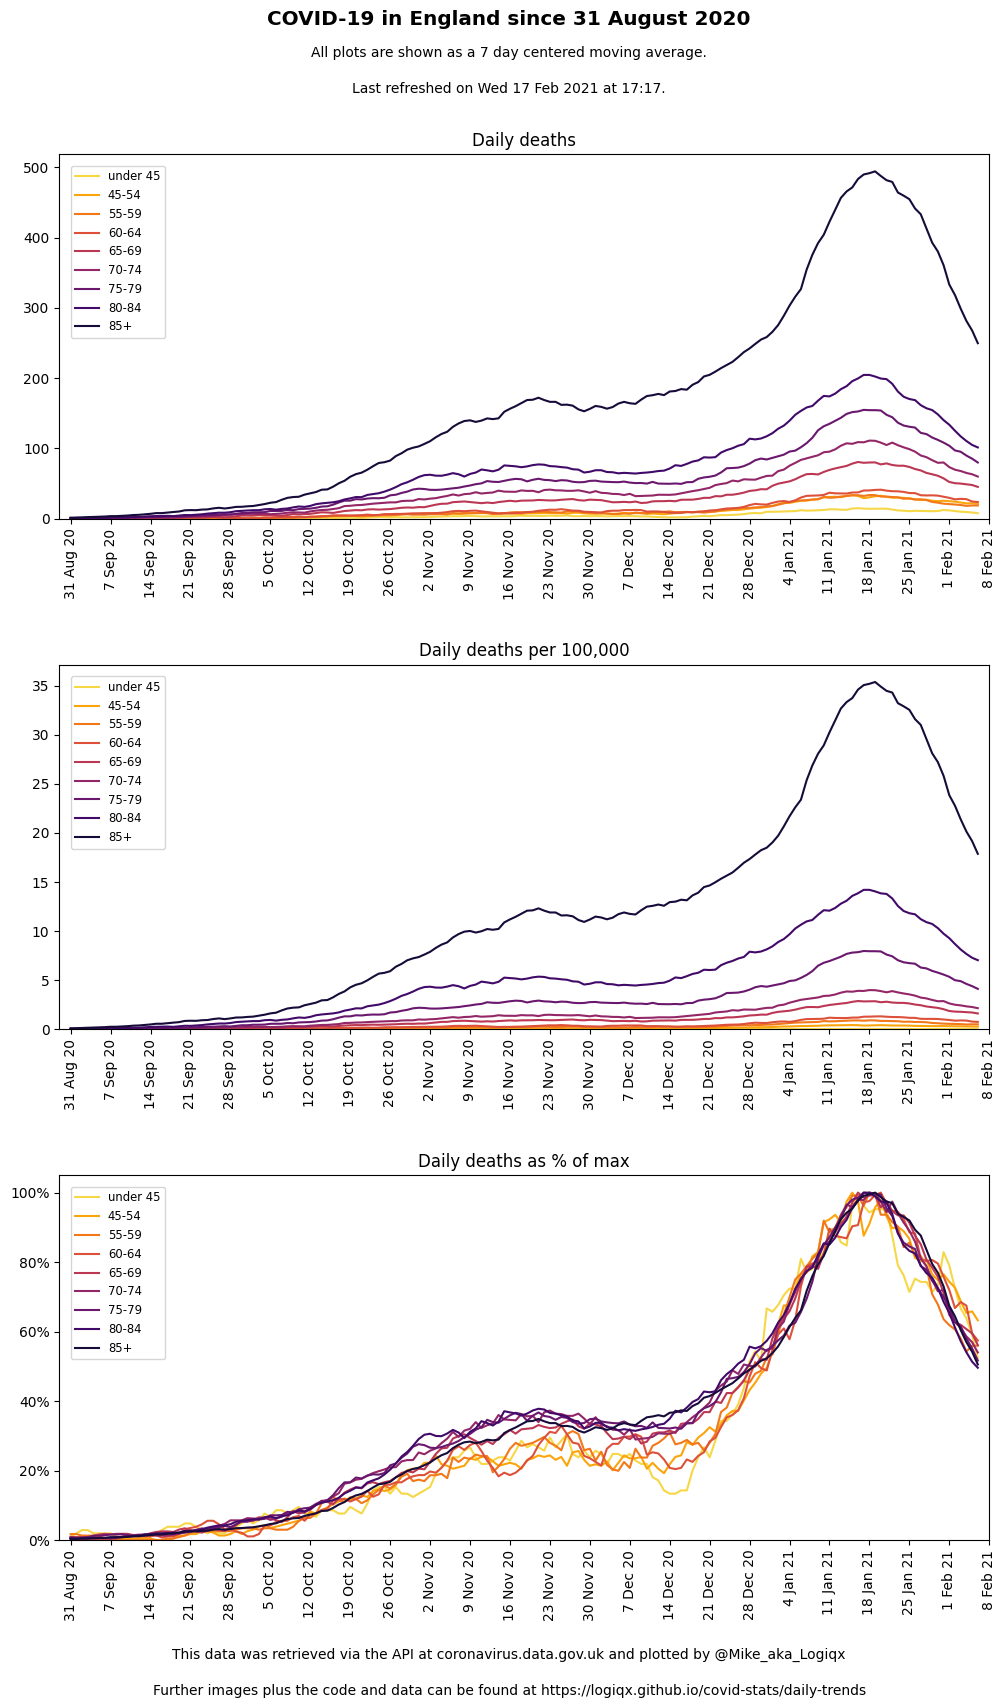 COVID-19 in England since 31 August 2020
All plots are shown as a 7 day centered moving average.
Last refreshed on Wed 17 Feb 2021 at 17:17.
Daily deaths
500
400
300
200
100
0
under 45
45-54
55-59
60-64
65-69
70-74
75-79
80-84
85+
31 Aug 20
7 Sep 20
14 Sep 20
21 Sep 20
28 Sep 20
5 Oct 20
12 Oct 20
19 Oct 20
26 Oct 20
2 Nov 20
9 Nov 20
16 Nov 20
23 Nov 20
30 Nov 20
7 Dec 20
14 Dec 20
21 Dec 20
28 Dec 20
4 Jan 21
11 Jan 21
18 Jan 21
25 Jan 21
1 Feb 21
8 Feb 21
Daily deaths per 100,000
35
30
25
20
15
10
5
0
under 45
45-54
55-59
60-64
65-69
70-74
75-79
80-84
85+
31 Aug 20
7 Sep 20
14 Sep 20
21 Sep 20
28 Sep 20
5 Oct 20
12 Oct 20
19 Oct 20
26 Oct 20
2 Nov 20
9 Nov 20
16 Nov 20
23 Nov 20
30 Nov 20
7 Dec 20
14 Dec 20
21 Dec 20
28 Dec 20
4 Jan 21
11 Jan 21
18 Jan 21
25 Jan 21
1 Feb 21
8 Feb 21
Daily deaths as % of max
100%
80%
60%
40%
20%
0%
under 45
45-54
55-59
60-64
65-69
70-74
75-79
80-84
85+
31 Aug 20
7 Sep 20
14 Sep 20
21 Sep 20
28 Sep 20
5 Oct 20
12 Oct 20
19 Oct 20
26 Oct 20
2 Nov 20
9 Nov 20
16 Nov 20
23 Nov 20
30 Nov 20
7 Dec 20
14 Dec 20
21 Dec 20
28 Dec 20
4 Jan 21
11 Jan 21
18 Jan 21
25 Jan 21
1 Feb 21
8 Feb 21
This data was retrieved via the API at coronavirus.data.gov.uk and plotted by @Mike_aka_Logiqx
Further images plus the code and data can be found at https://logiqx.github.io/covid-stats/daily-trends